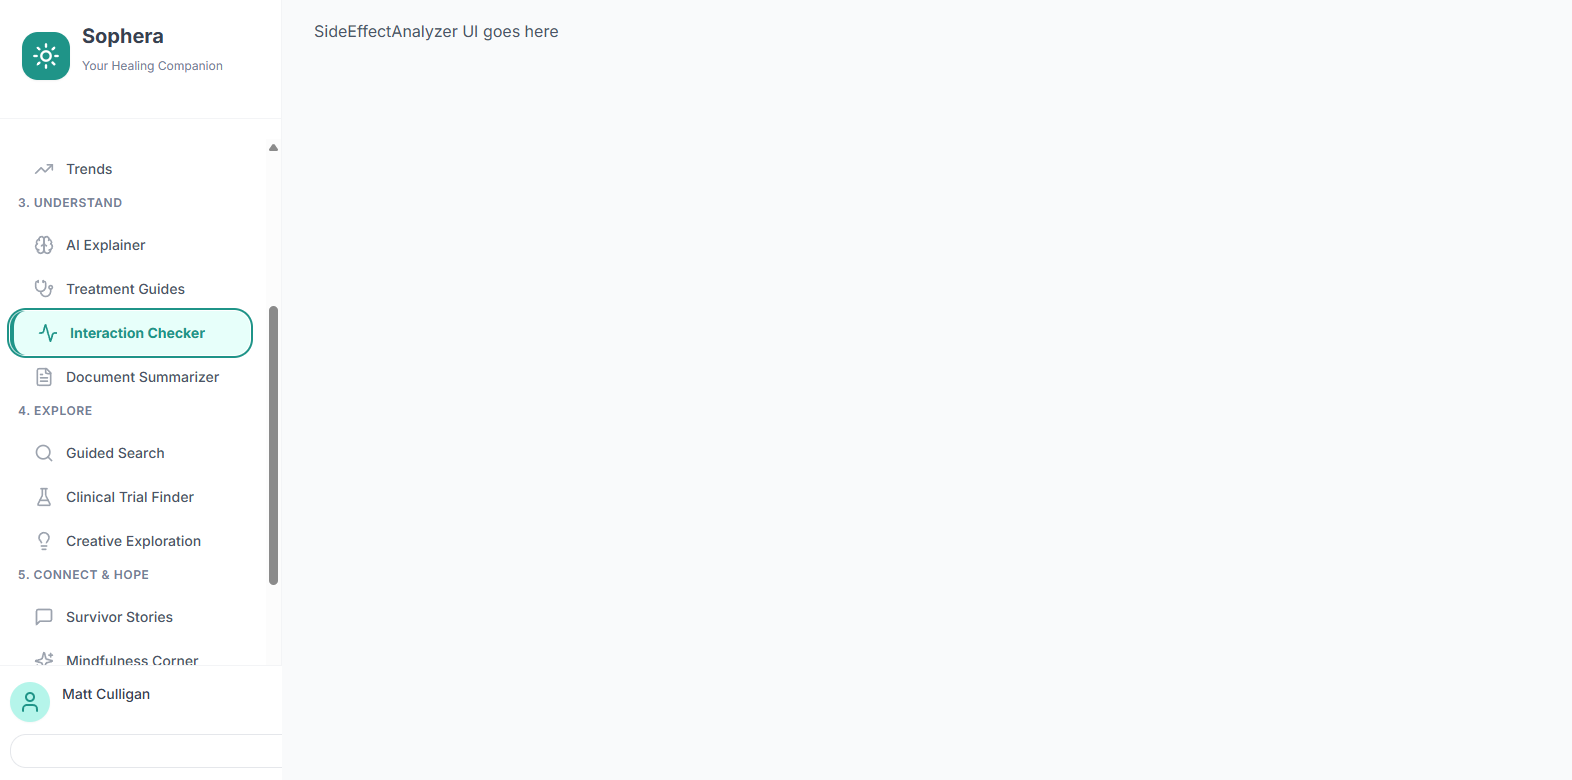 Sophera
Your Healing Companion
Trends
3. UNDERSTAND
AI Explainer
Treatment Guides
Interaction Checker
Document Summarizer
4. EXPLORE
Guided Search
Clinical Trial Finder
Creative Exploration
5. CONNECT & HOPE
Survivor Stories
Mindfulness Corner
Matt Culligan
SideEffectAnalyzer UI goes here